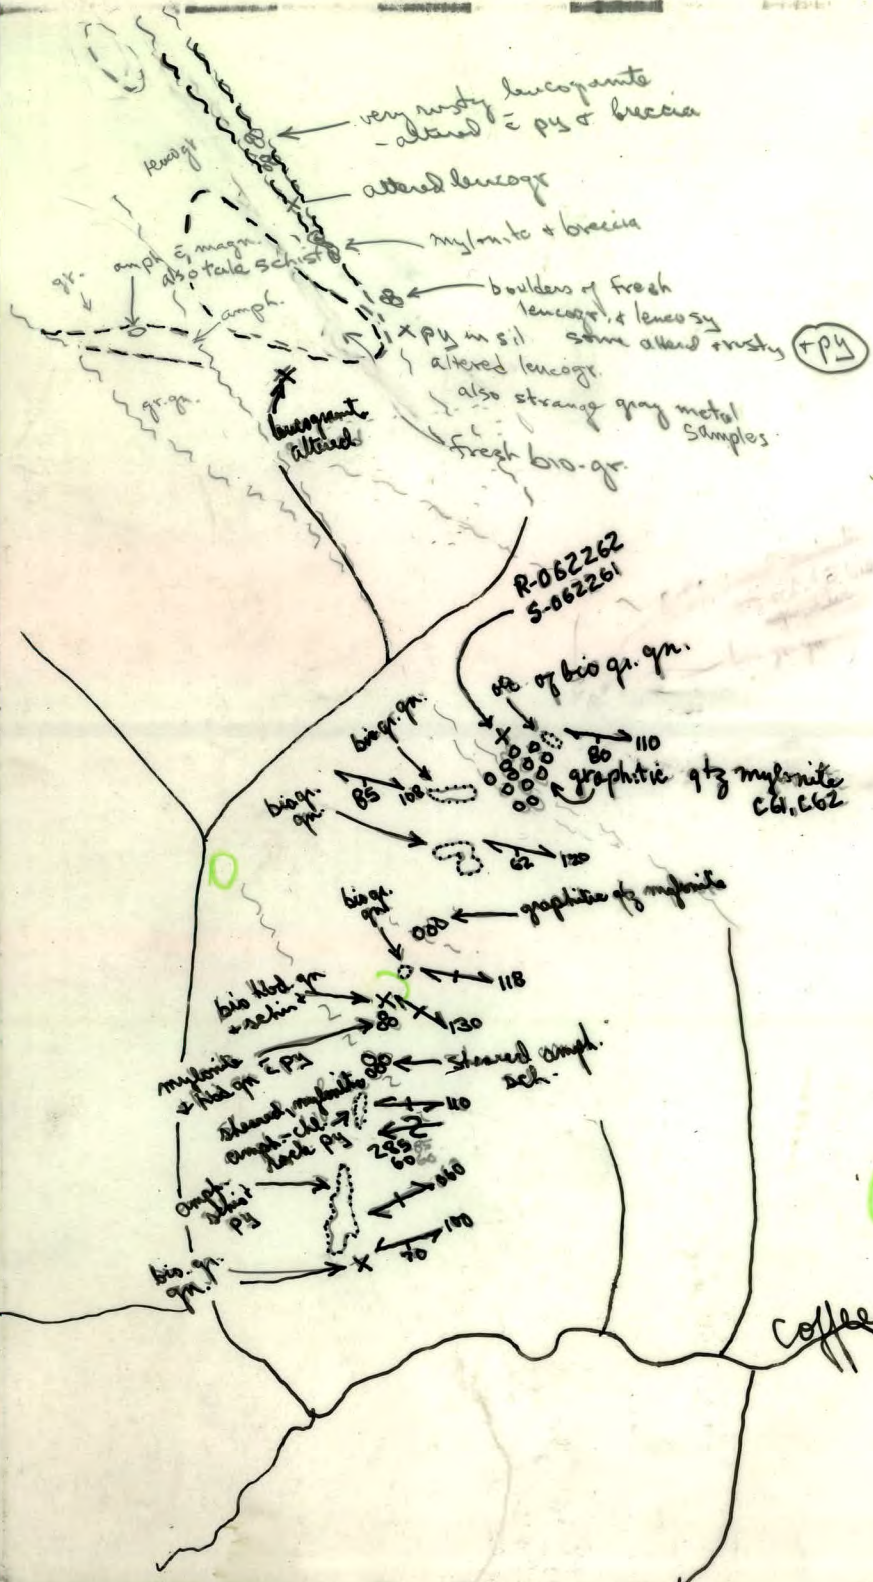 very rusty leucogranite
- altered c̄ py & breccia
leucogr
altered leucogr
mylonite & breccia
amph c̄ magn.
also talc schist
gr.
amph.
boulders of fresh
leucogr. & leucosy
some altered & rusty
+py
x py in sil
altered leucogr.
also strange gray metal
samples
gr.gn.
leucogranit
altered
fresh bio-gr.
R-062262
S-062261
of bio gr. gn.
bio gr. gn.
80 110
85 108
graphitic qtz mylonite
C61, C62
bio gr.
gn.
62 120
bio gr.
gn
graphitic qtz mylonite
118
bio hbd gn
+ schist
130
mylonite
+ hbd gn c̄ py
sheared amph.
sch.
sheared, mylonitic
amph-chl
rock py
110
285
60
85
60
amph-
schist
py
060
100
70
bio. gr.
gn.
Coffee